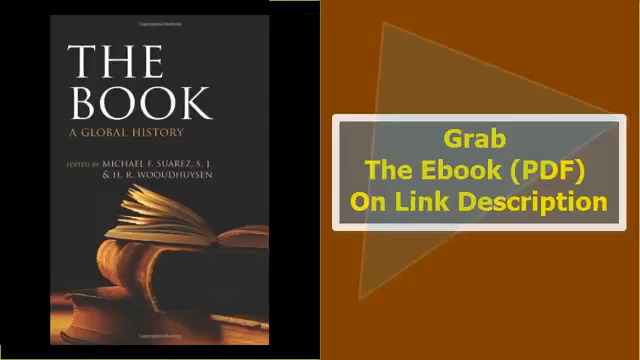 THE
BOOK
A GLOBAL HISTORY
EDITED BY MICHAEL F. SUAREZ, S. J.
& H. R. WOUDHUYSEN
Grab
The Ebook (PDF)
On Link Description